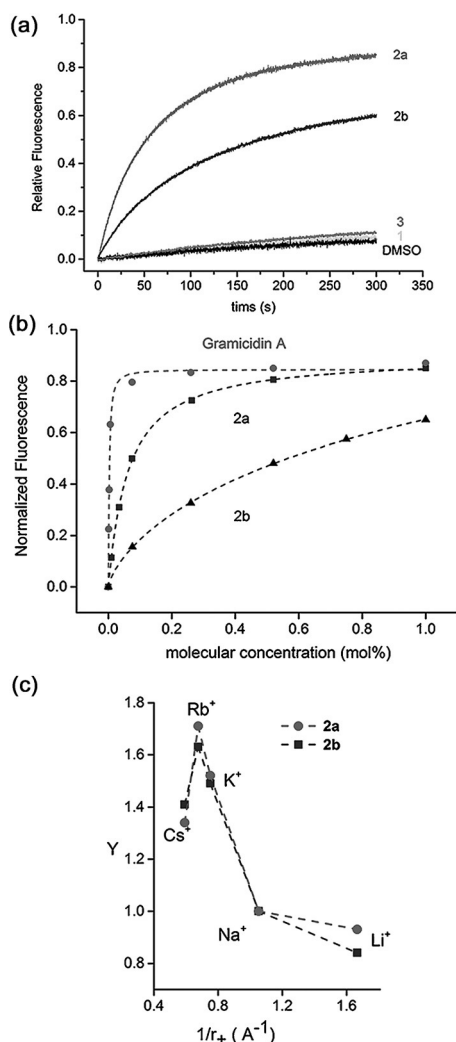 (a)
1.0
0.8
0.6
0.4
0.2
0.0
Relative Fluorescence
2a
2b
3
1
DMSO
0 50 100 150 200 250 300 350
tims (s)
(b)
1.0
0.8
0.6
0.4
0.2
0.0
Normalized Fluorescence
Gramicidin A
2a
2b
0.0 0.2 0.4 0.6 0.8 1.0
molecular concentration (mol%)
(c)
1.8
1.6
1.4
1.2
1.0
0.8
Y
Rb⁺
2a
2b
K⁺
Cs⁺
Na⁺
Li⁺
0.4 0.8 1.2 1.6
1/r₊ ( A⁻¹)